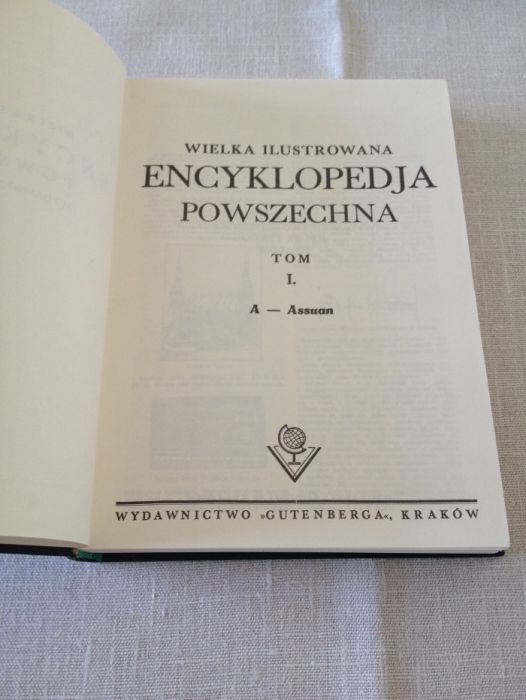 WIELKA ILUSTROWANA
ENCYKLOPEDJA
POWSZECHNA
TOM
I.
A — Assuan
WYDAWNICTWO »GUTENBERGA«, KRAKÓW